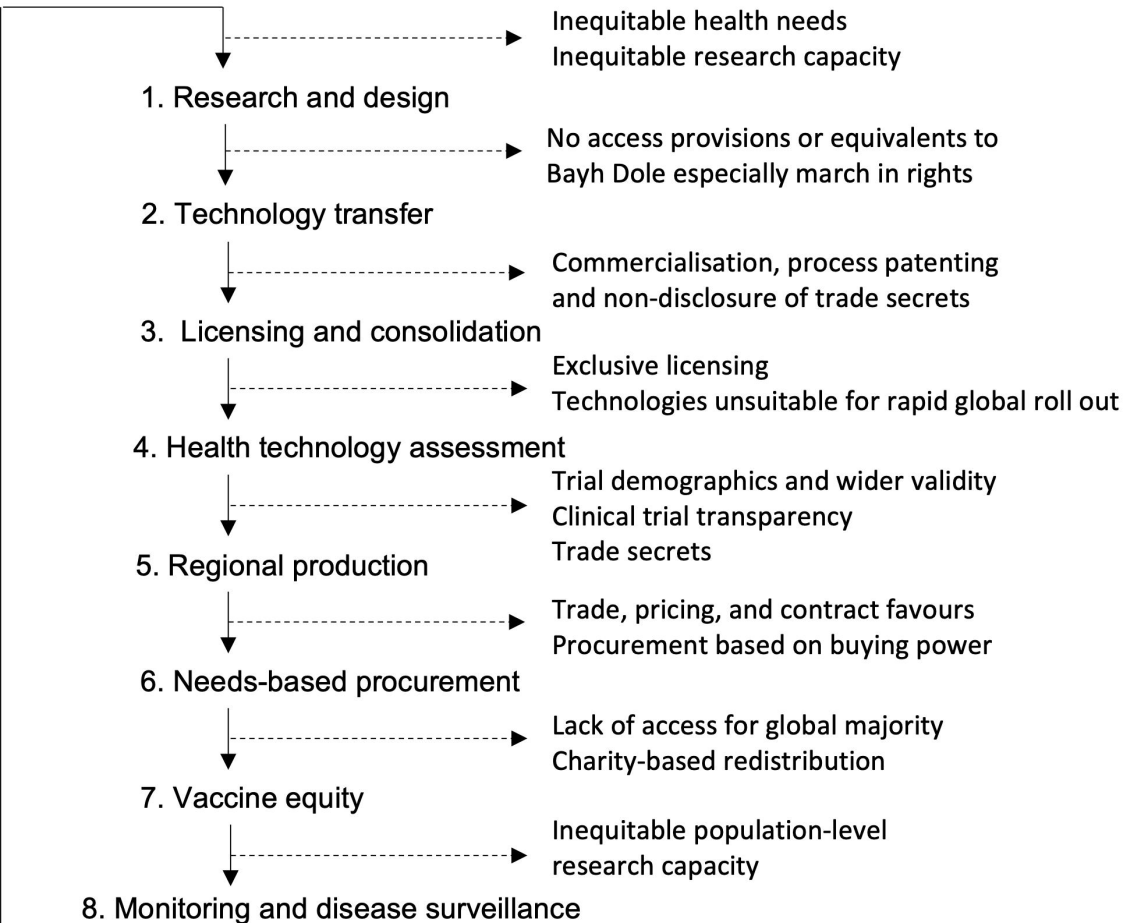 Inequitable health needs
Inequitable research capacity
1. Research and design
No access provisions or equivalents to
Bayh Dole especially march in rights
2. Technology transfer
Commercialisation, process patenting
and non-disclosure of trade secrets
3. Licensing and consolidation
Exclusive licensing
Technologies unsuitable for rapid global roll out
4. Health technology assessment
Trial demographics and wider validity
Clinical trial transparency
Trade secrets
5. Regional production
Trade, pricing, and contract favours
Procurement based on buying power
6. Needs-based procurement
Lack of access for global majority
Charity-based redistribution
7. Vaccine equity
Inequitable population-level
research capacity
8. Monitoring and disease surveillance